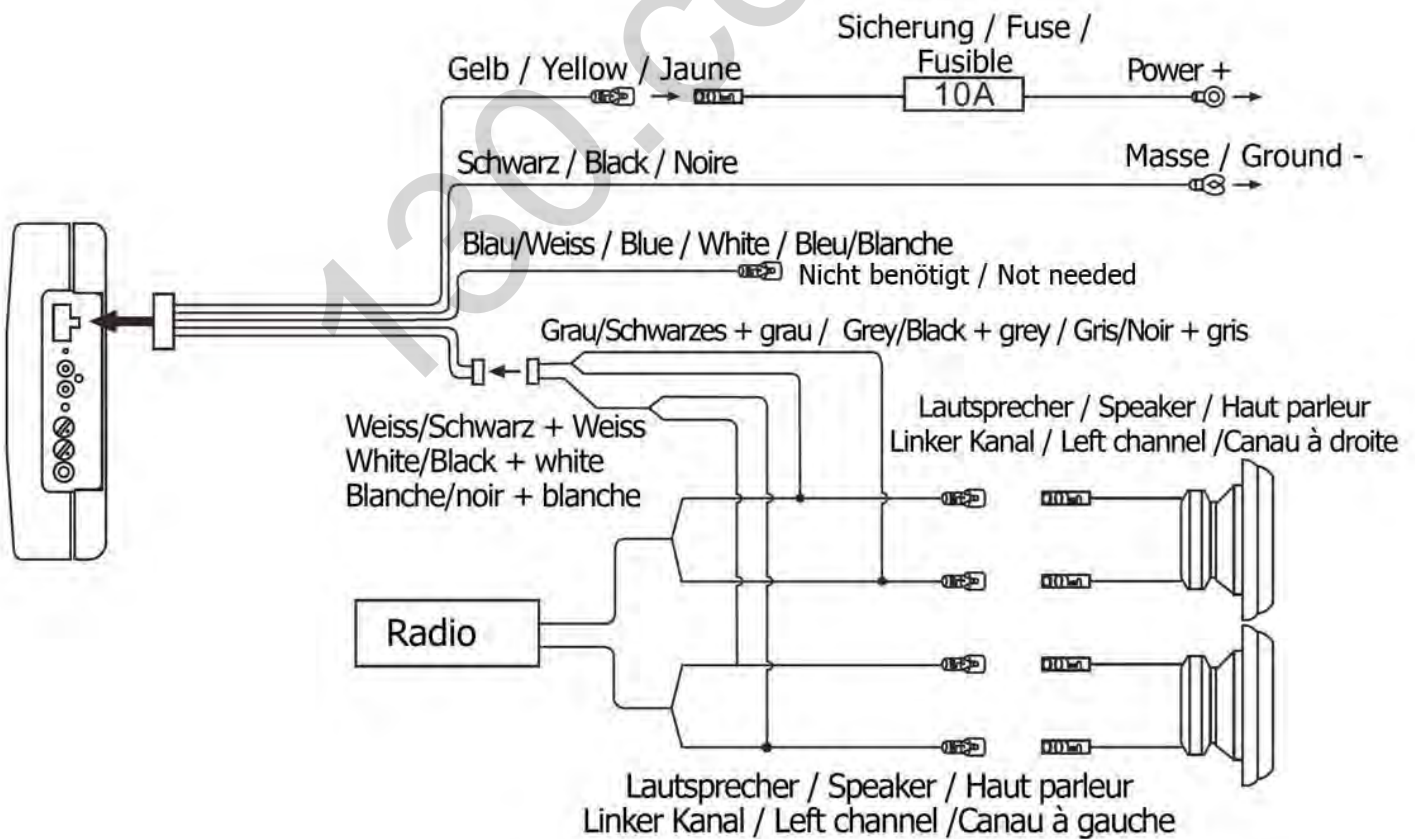 Sicherung / Fuse /
Fusible
10A
Gelb / Yellow / Jaune
Power +
Schwarz / Black / Noire
Masse / Ground -
Blau/Weiss / Blue / White / Bleu/Blanche
Nicht benötigt / Not needed
Grau/Schwarzes + grau / Grey/Black + grey / Gris/Noir + gris
Weiss/Schwarz + Weiss
White/Black + white
Blanche/noir + blanche
Lautsprecher / Speaker / Haut parleur
Linker Kanal / Left channel /Canau à droite
Radio
Lautsprecher / Speaker / Haut parleur
Linker Kanal / Left channel /Canau à gauche
130.co